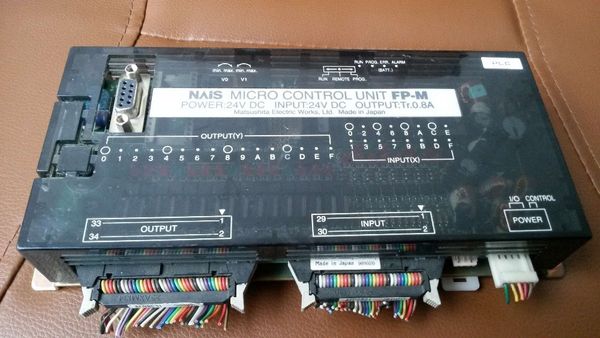 min. max. min. max.
V0 V1
RUN PROG. ERR. ALARM
(BATT.)
RUN REMOTE PROG.
PLC
NAiS MICRO CONTROL UNIT FP-M
POWER:24V DC INPUT:24V DC OUTPUT:Tr.0.8A
Matsushita Electric Works, Ltd. Made in Japan
OUTPUT(Y)
0 1 2 3 4 5 6 7 8 9 A B C D E F
0 2 4 6 8 A C E
1 3 5 7 9 B D F
INPUT(X)
I/O CONTROL
POWER
33 1
OUTPUT
34 2
29 1
INPUT
30 2
Made in Japan